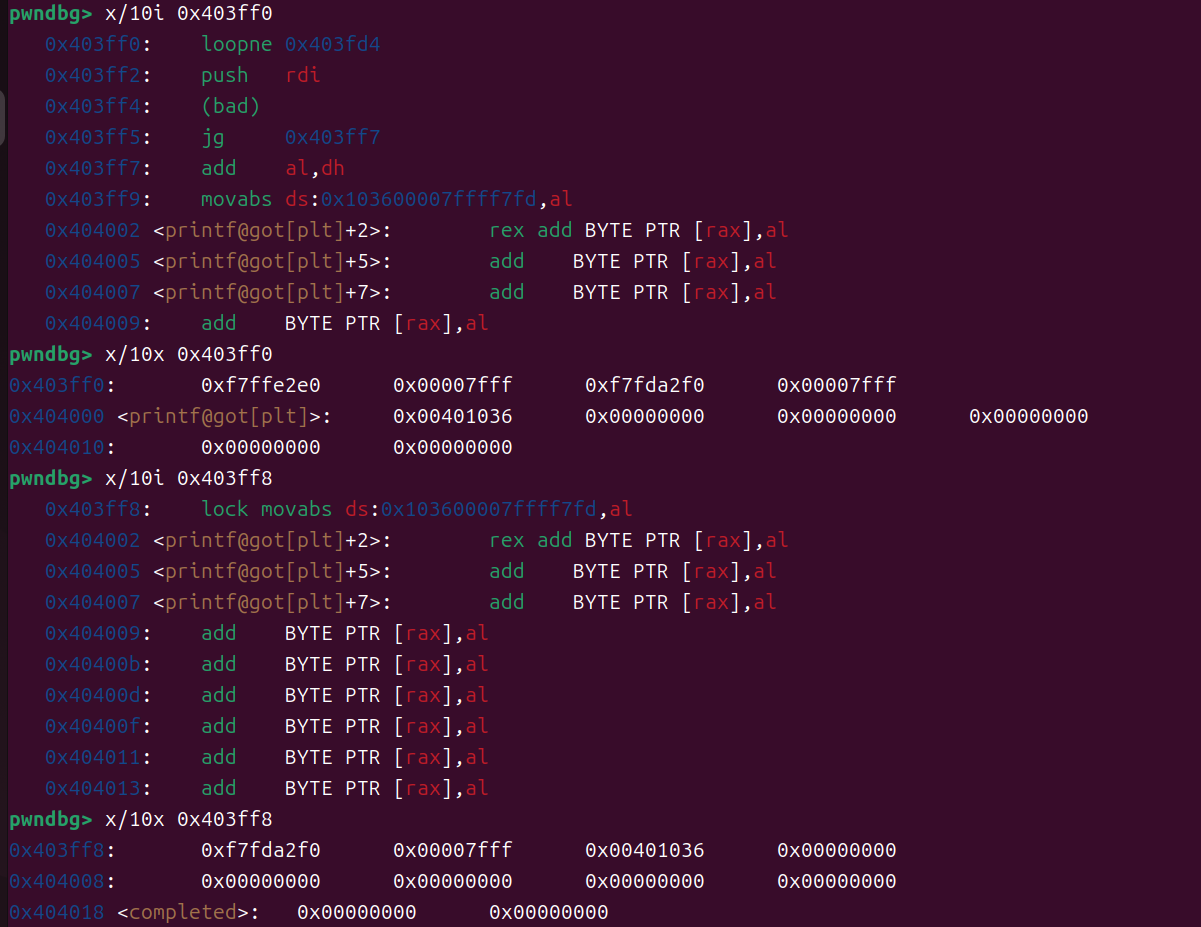 pwndbg> x/10i 0x403ff0
0x403ff0: loopne 0x403fd4
0x403ff2: push rdi
0x403ff4: (bad)
0x403ff5: jg 0x403ff7
0x403ff7: add al,dh
0x403ff9: movabs ds:0x103600007ffff7fd,al
0x404002 <printf@got[plt]+2>: rex add BYTE PTR [rax],al
0x404005 <printf@got[plt]+5>: add BYTE PTR [rax],al
0x404007 <printf@got[plt]+7>: add BYTE PTR [rax],al
0x404009: add BYTE PTR [rax],al
pwndbg> x/10x 0x403ff0
0x403ff0: 0xf7ffe2e0 0x00007fff 0xf7fda2f0 0x00007fff
0x404000 <printf@got[plt]>: 0x00401036 0x00000000 0x00000000 0x00000000
0x404010: 0x00000000 0x00000000
pwndbg> x/10i 0x403ff8
0x403ff8: lock movabs ds:0x103600007ffff7fd,al
0x404002 <printf@got[plt]+2>: rex add BYTE PTR [rax],al
0x404005 <printf@got[plt]+5>: add BYTE PTR [rax],al
0x404007 <printf@got[plt]+7>: add BYTE PTR [rax],al
0x404009: add BYTE PTR [rax],al
0x40400b: add BYTE PTR [rax],al
0x40400d: add BYTE PTR [rax],al
0x40400f: add BYTE PTR [rax],al
0x404011: add BYTE PTR [rax],al
0x404013: add BYTE PTR [rax],al
pwndbg> x/10x 0x403ff8
0x403ff8: 0xf7fda2f0 0x00007fff 0x00401036 0x00000000
0x404008: 0x00000000 0x00000000 0x00000000 0x00000000
0x404018 <completed>: 0x00000000 0x00000000